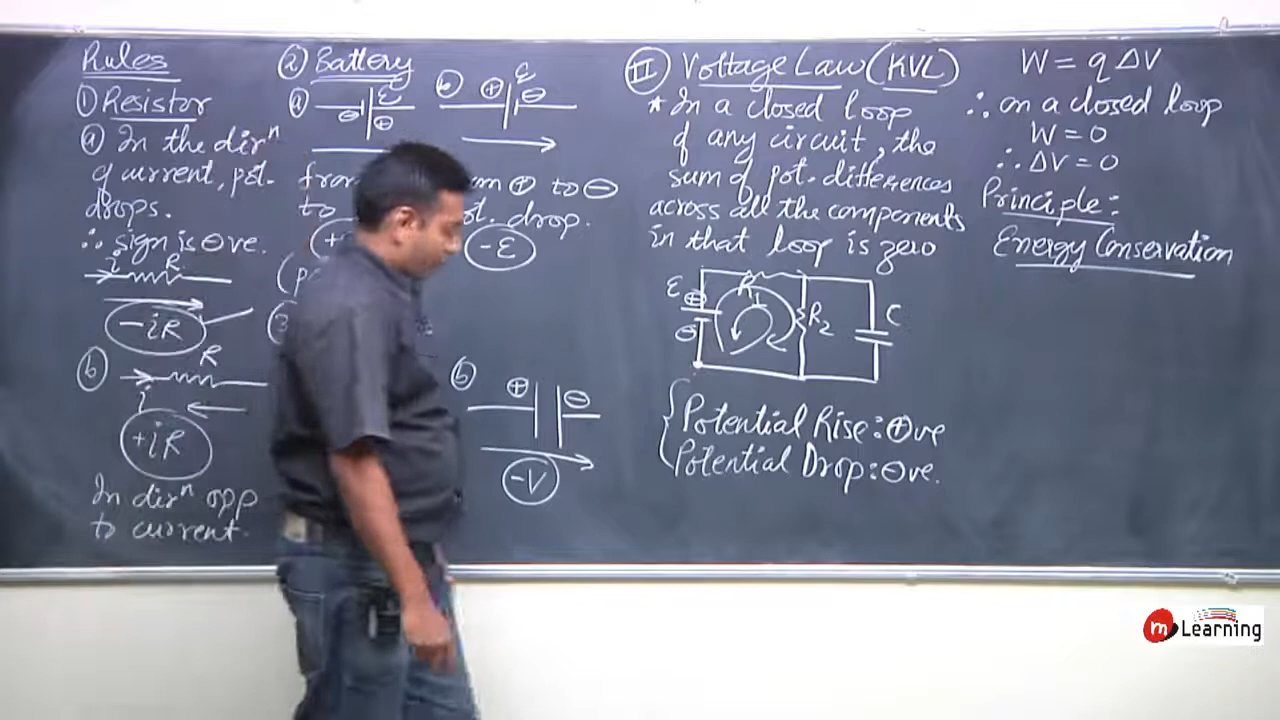 Rules
① Resistor
ⓐ In the dirⁿ
of current, pot.
drops.
∴ sign is ⊖ve.
i R
-iR
ⓑ R
i
+iR
In dirⁿ opp
to current.
② Battery
ⓐ ℰ
⊖ ⊕
to
ⓑ ⊕ ℰ ⊖
⊕ to ⊖
pot. drop.
-ℰ
ⓑ ⊕ ⊖
-V
Ⅱ Voltage Law (KVL)
* In a closed loop
of any circuit, the
sum of pot. differences
across all the components
in that loop is zero
ℰ ⊕ ⊖ R₁ R₂ C
Potential Rise: ⊕ve
Potential Drop: ⊖ve.
W = q ΔV
∴ on a closed loop
W = 0
∴ ΔV = 0
Principle:
Energy Conservation
m Learning